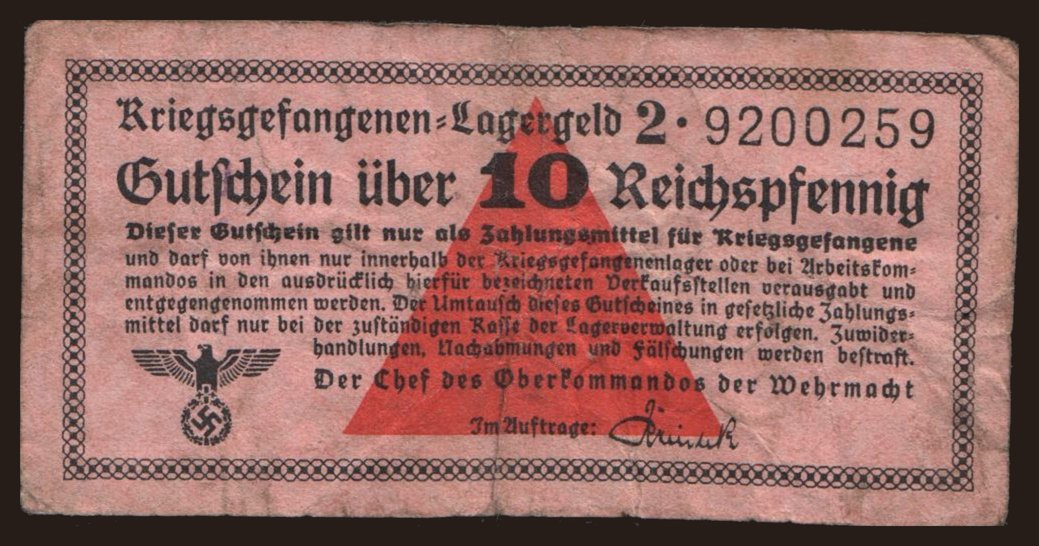 Kriegsgefangenen-Lagergeld 2 · 9200259
Gutschein über 10 Reichspfennig
Dieser Gutschein gilt nur als Zahlungsmittel für Kriegsgefangene
und darf von ihnen nur innerhalb der Kriegsgefangenenlager oder bei Arbeitskom-
mandos in den ausdrücklich hierfür bezeichneten Verkaufsstellen verausgabt und
entgegengenommen werden. Der Umtausch dieses Gutscheines in gesetzliche Zahlungs-
mittel darf nur bei der zuständigen Kasse der Lagerverwaltung erfolgen. Zuwider-
handlungen, Nachahmungen und Fälschungen werden bestraft.
Der Chef des Oberkommandos der Wehrmacht
Im Auftrage: